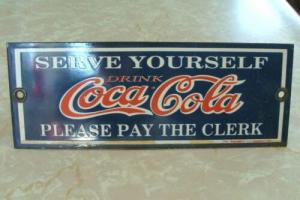 SERVE YOURSELF
DRINK
Coca-Cola
PLEASE PAY THE CLERK